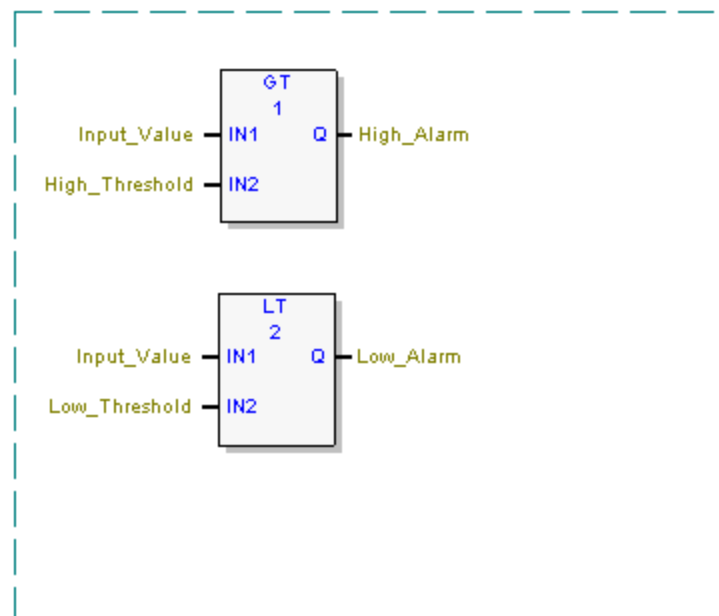 GT
1
Input_Value IN1 Q High_Alarm
High_Threshold IN2
LT
2
Input_Value IN1 Q Low_Alarm
Low_Threshold IN2